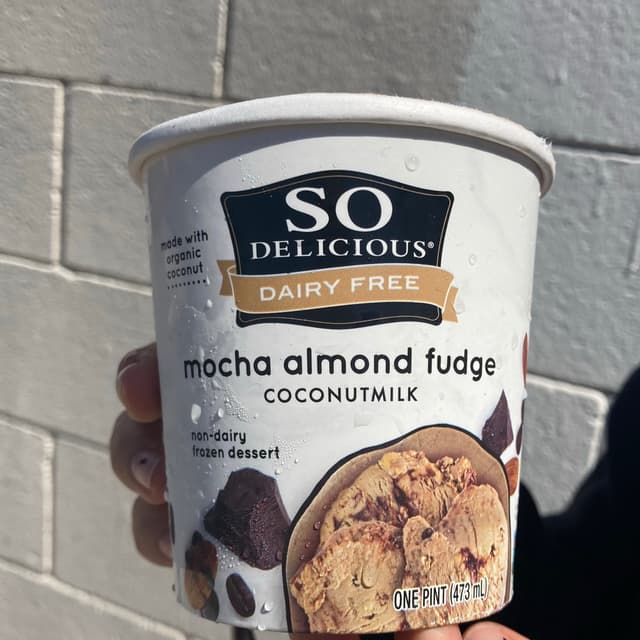 SO
DELICIOUS®
DAIRY FREE
made with
organic
coconut
mocha almond fudge
COCONUTMILK
non-dairy
frozen dessert
ONE PINT (473 mL)